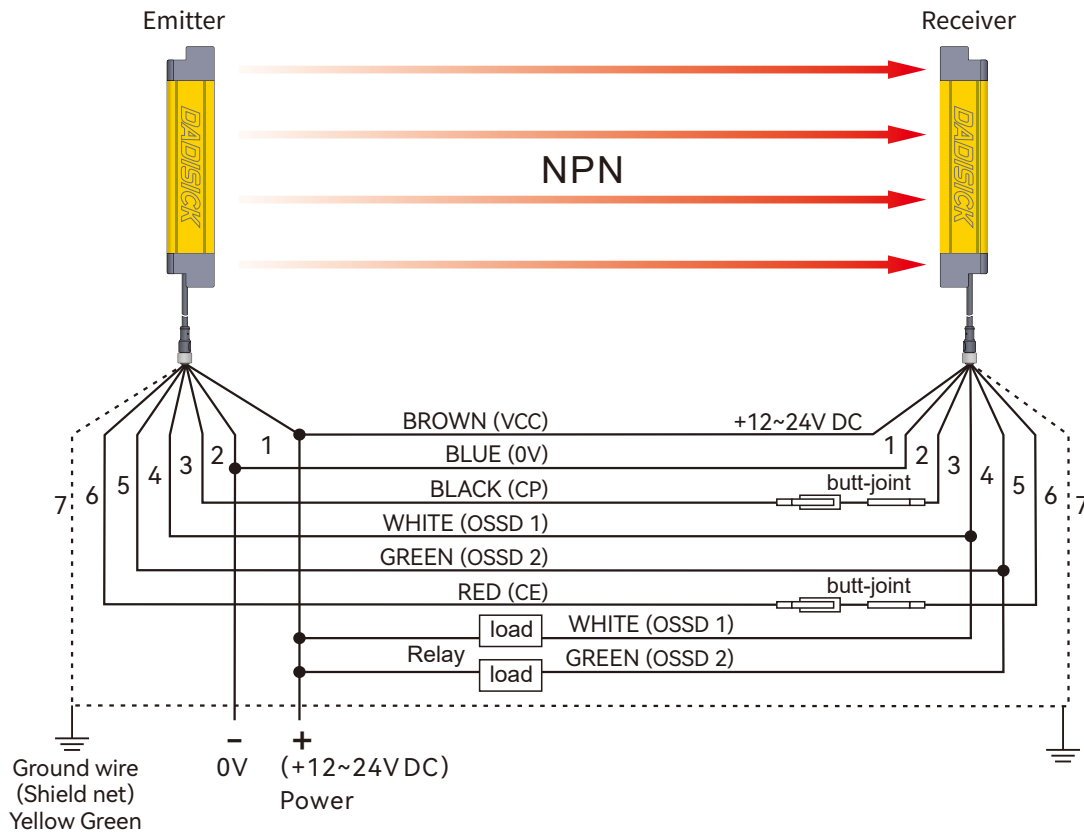 Emitter
Receiver
DADISICK
DADISICK
NPN
BROWN (VCC)
+12~24V DC
BLUE (0V)
BLACK (CP)
butt-joint
WHITE (OSSD 1)
GREEN (OSSD 2)
RED (CE)
butt-joint
7 6 5 4 3 2 1
1 2 3 4 5 6 7
load
WHITE (OSSD 1)
Relay
load
GREEN (OSSD 2)
−
+
0V
(+12~24V DC)
Power
Ground wire
(Shield net)
Yellow Green